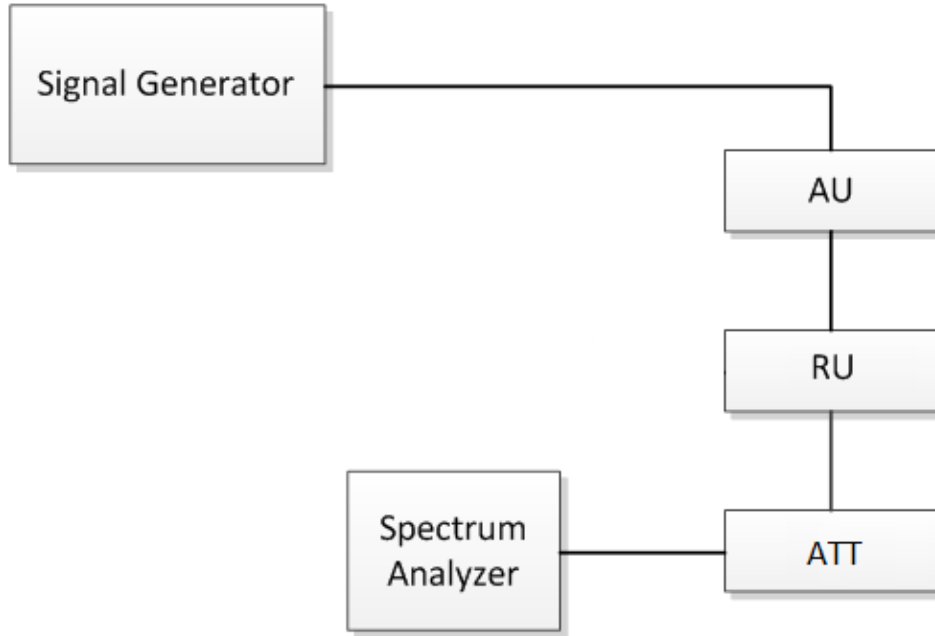 Signal Generator
AU
RU
ATT
Spectrum
Analyzer